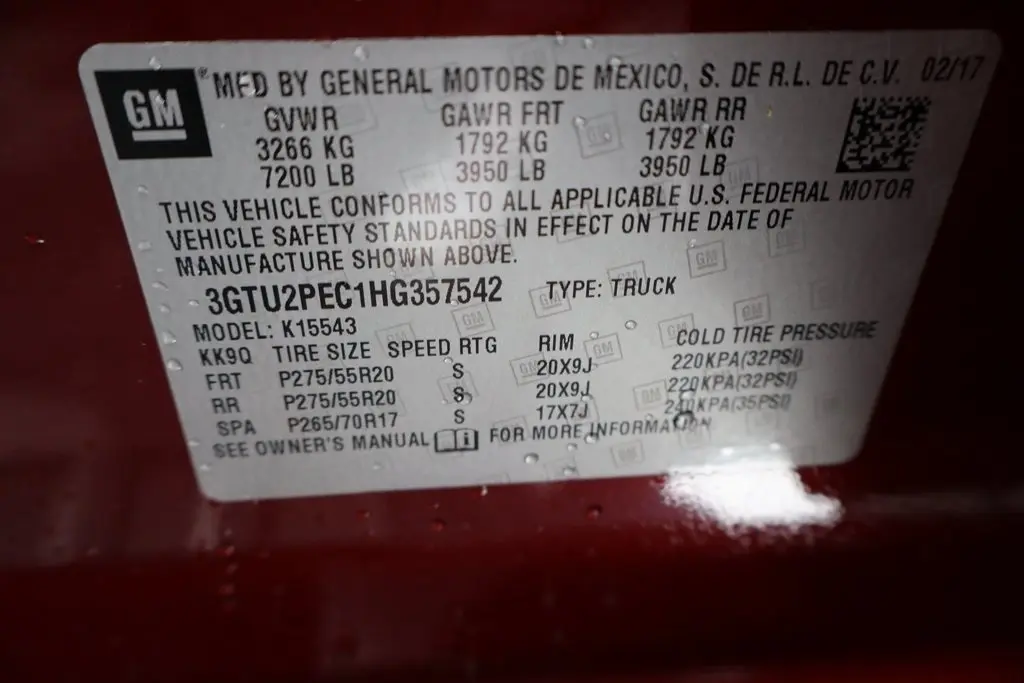 GM ® MFD BY GENERAL MOTORS DE MEXICO, S. DE R.L. DE C.V. 02/17
GVWR GAWR FRT GAWR RR
3266 KG 1792 KG 1792 KG
7200 LB 3950 LB 3950 LB
THIS VEHICLE CONFORMS TO ALL APPLICABLE U.S. FEDERAL MOTOR
VEHICLE SAFETY STANDARDS IN EFFECT ON THE DATE OF
MANUFACTURE SHOWN ABOVE.
3GTU2PEC1HG357542 TYPE: TRUCK
MODEL: K15543
KK9Q TIRE SIZE SPEED RTG RIM COLD TIRE PRESSURE
FRT P275/55R20 S 20X9J 220KPA(32PSI)
RR P275/55R20 S 20X9J 220KPA(32PSI)
SPA P265/70R17 S 17X7J 240KPA(35PSI)
SEE OWNER'S MANUAL i FOR MORE INFORMATION